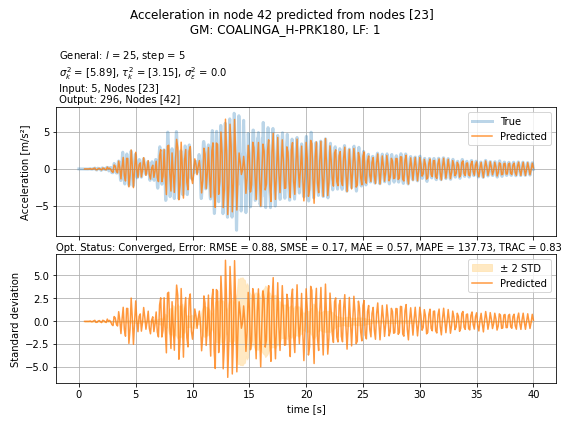 Acceleration in node 42 predicted from nodes [23]
GM: COALINGA_H-PRK180, LF: 1
General: l = 25, step = 5
σ²ₖ = [5.89], τ²ₖ = [3.15], σ²ε = 0.0
Input: 5, Nodes [23]
Output: 296, Nodes [42]
Acceleration [m/s²]
5
0
−5
True
Predicted
Opt. Status: Converged, Error: RMSE = 0.88, SMSE = 0.17, MAE = 0.57, MAPE = 137.73, TRAC = 0.83
Standard deviation
5.0
2.5
0.0
−2.5
−5.0
± 2 STD
Predicted
0 5 10 15 20 25 30 35 40
time [s]